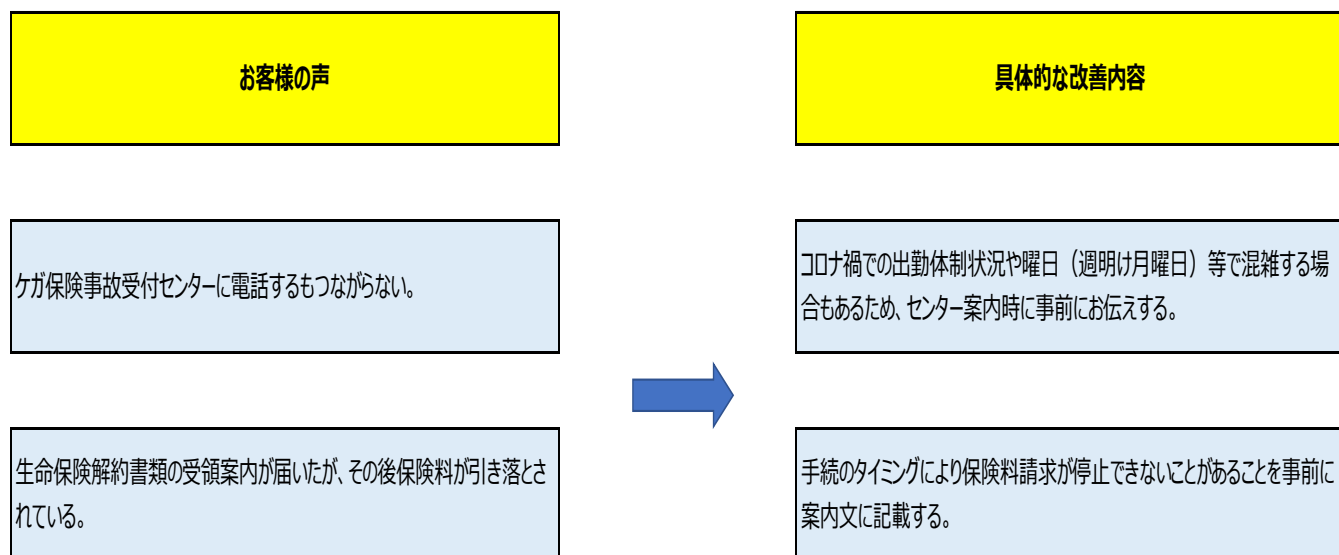 お客様の声
具体的な改善内容
ケガ保険事故受付センターに電話するもつながらない。
コロナ禍での出勤体制状況や曜日（週明け月曜日）等で混雑する場
合もあるため、センター案内時に事前にお伝えする。
生命保険解約書類の受領案内が届いたが、その後保険料が引き落とさ
れている。
手続のタイミングにより保険料請求が停止できないことがあることを事前に
案内文に記載する。